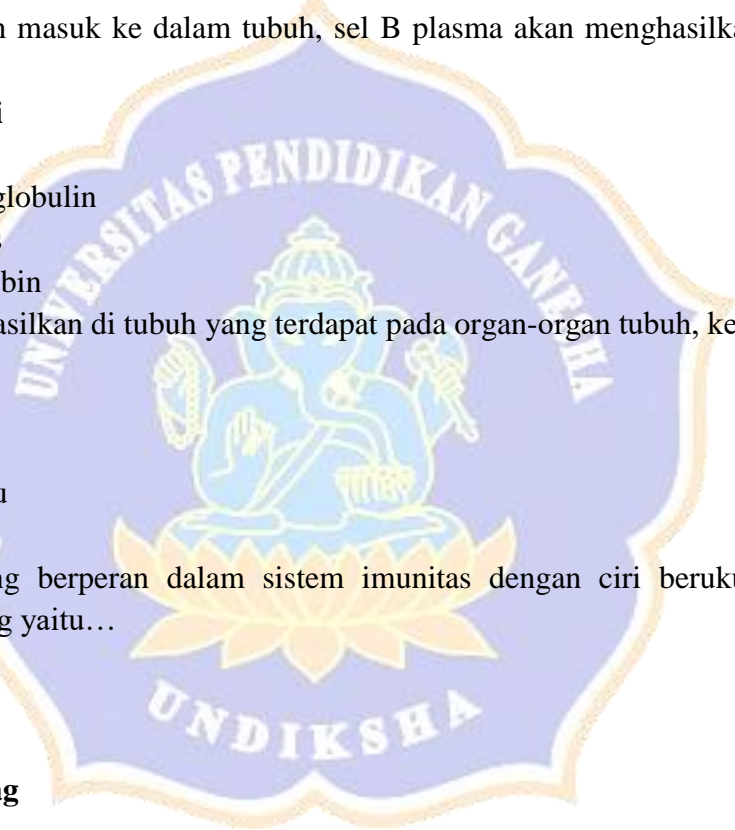 masuk ke dalam tubuh, sel B plasma akan
globulin
bin
asilkan di tubuh yang terdapat pada organ-organ tubuh, ke
ng berperan dalam sistem imunitas dengan ciri beruku
g yaitu…
ag
UNIVERSITAS PENDIDIKAN GANESHA
UNDIKSHA